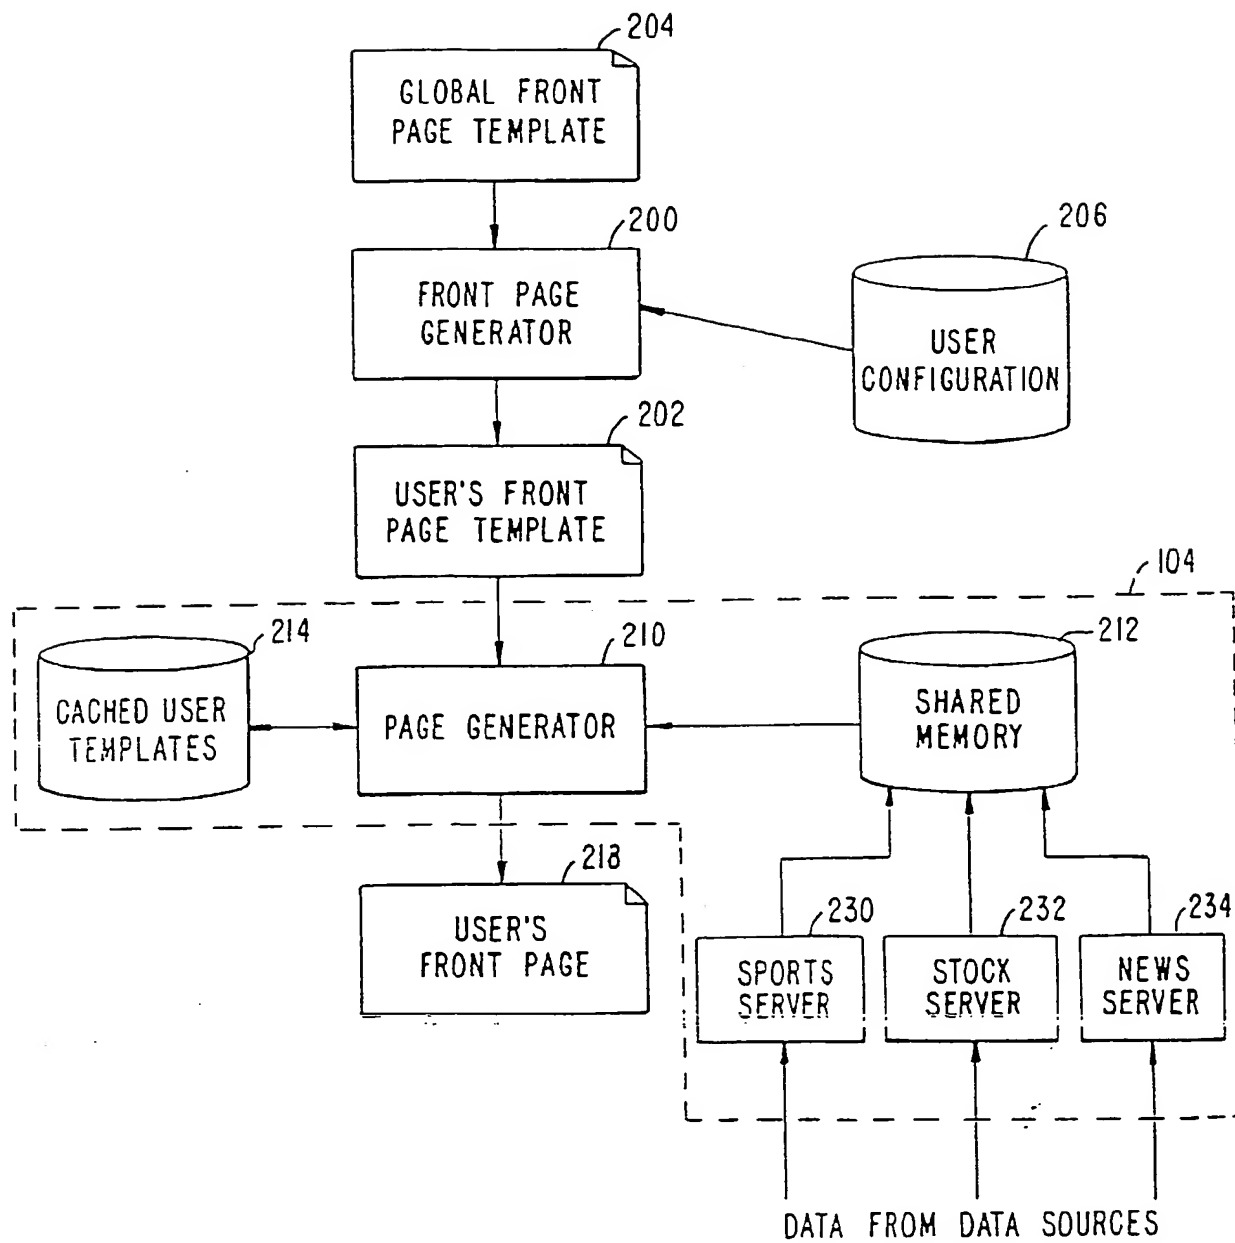 204
GLOBAL FRONT
PAGE TEMPLATE
200
FRONT PAGE
GENERATOR
206
USER
CONFIGURATION
202
USER'S FRONT
PAGE TEMPLATE
104
214
CACHED USER
TEMPLATES
210
PAGE GENERATOR
212
SHARED
MEMORY
218
USER'S
FRONT PAGE
230
SPORTS
SERVER
232
STOCK
SERVER
234
NEWS
SERVER
DATA FROM DATA SOURCES